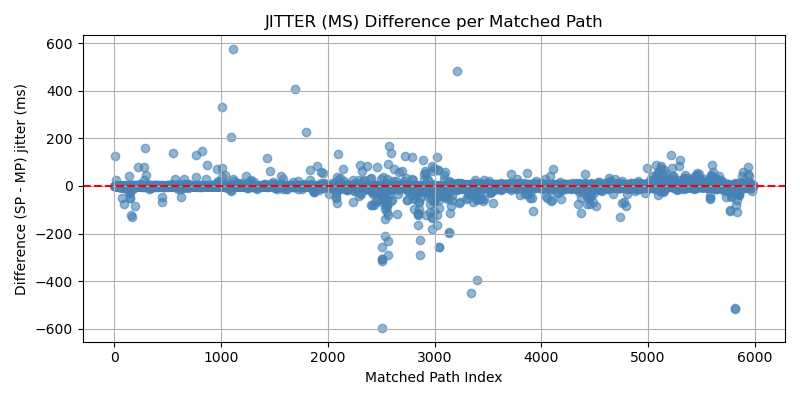 JITTER (MS) Difference per Matched Path
Difference (SP - MP) jitter (ms)
600
400
200
0
−200
−400
−600
0 1000 2000 3000 4000 5000 6000
Matched Path Index